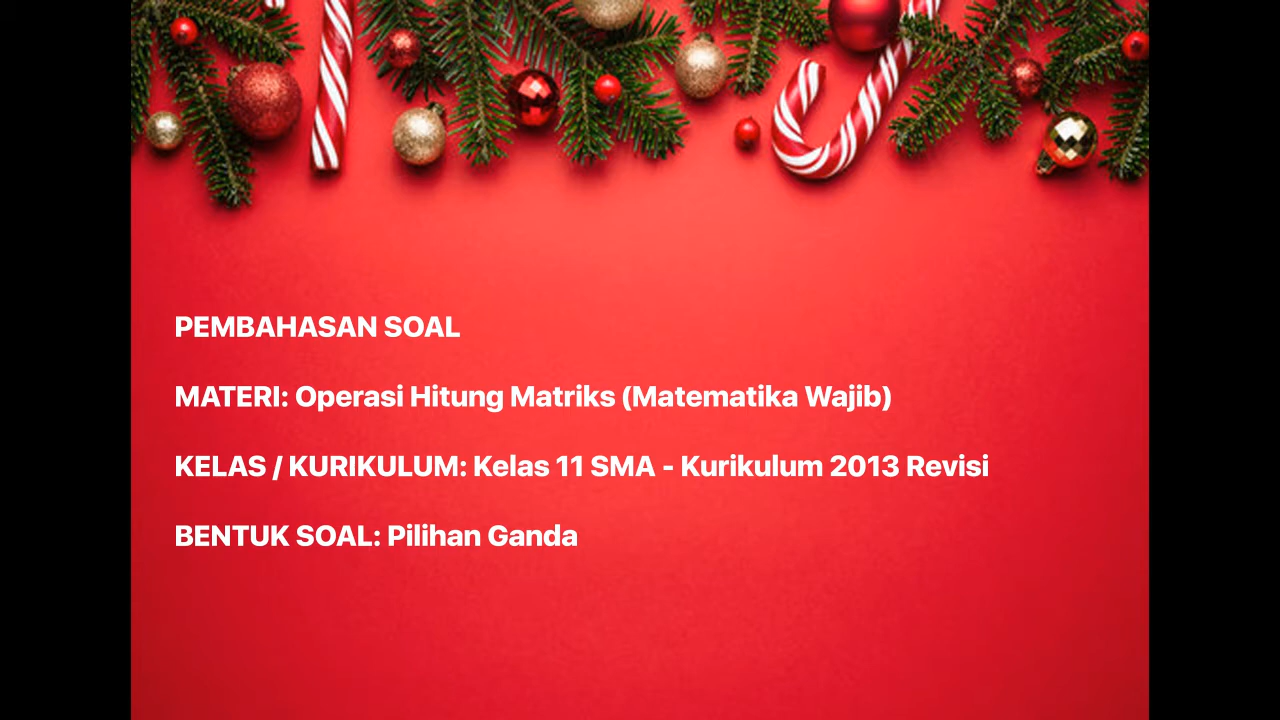 PEMBAHASAN SOAL
MATERI: Operasi Hitung Matriks (Matematika Wajib)
KELAS / KURIKULUM: Kelas 11 SMA - Kurikulum 2013 Revisi
BENTUK SOAL: Pilihan Ganda